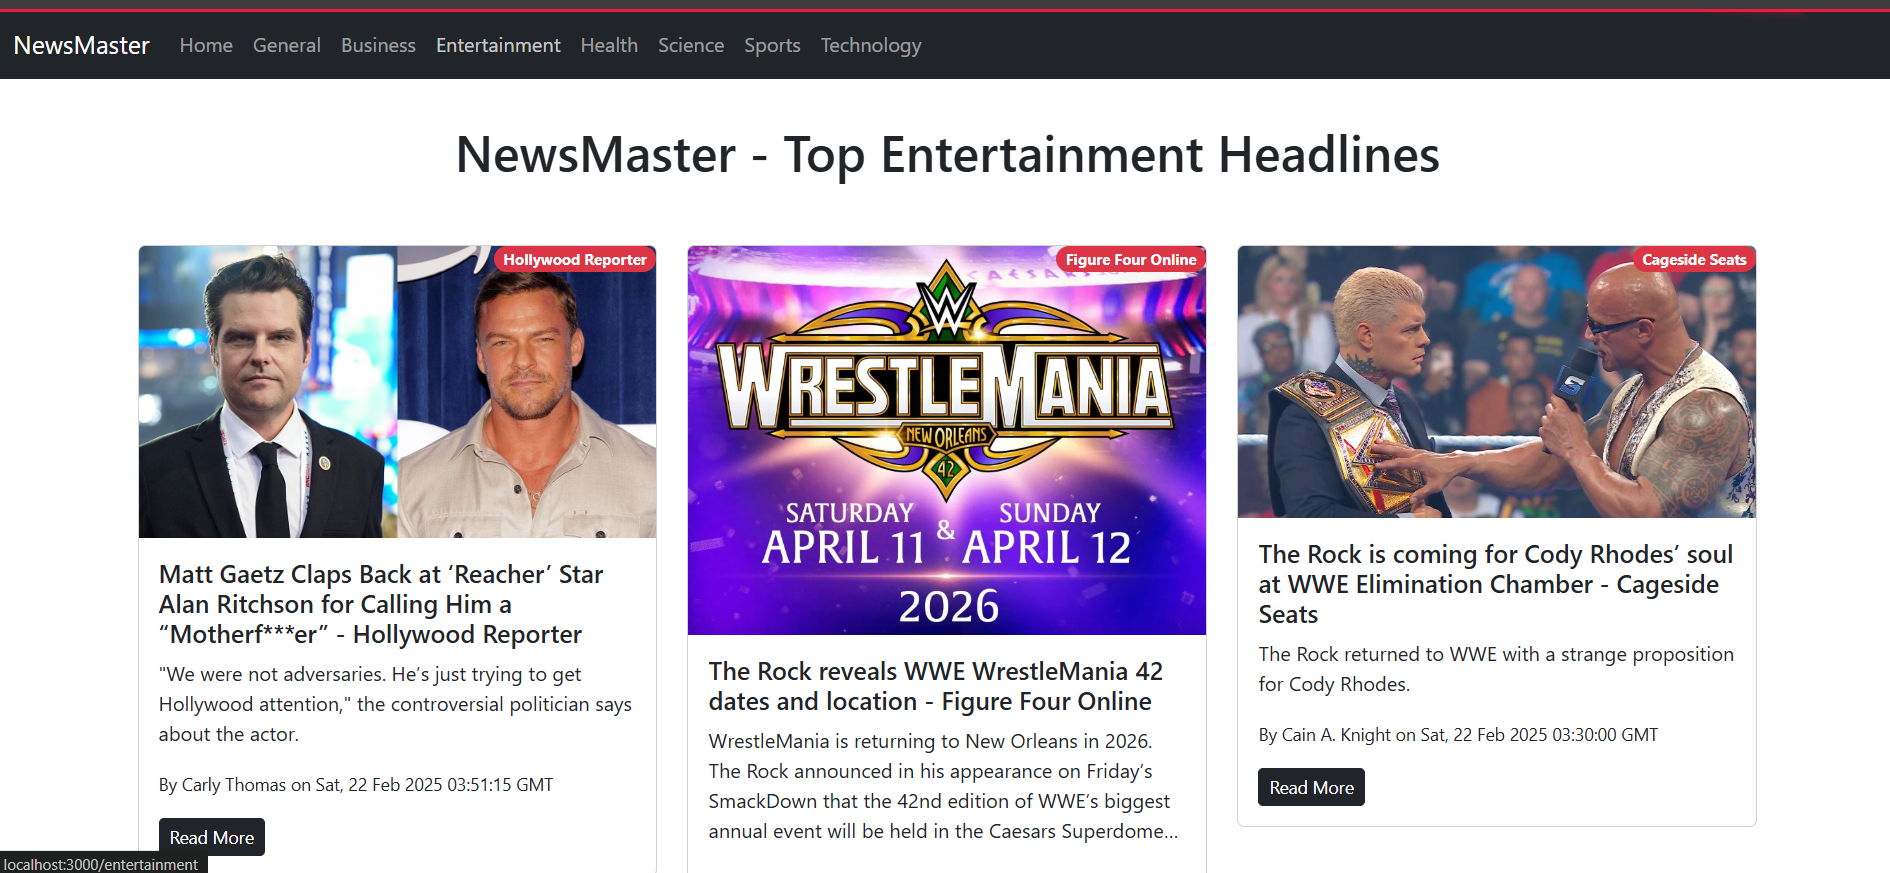 NewsMaster Home General Business Entertainment Health Science Sports Technology
NewsMaster - Top Entertainment Headlines
Hollywood Reporter
Matt Gaetz Claps Back at ‘Reacher’ Star
Alan Ritchson for Calling Him a
“Motherf***er” - Hollywood Reporter
"We were not adversaries. He’s just trying to get
Hollywood attention," the controversial politician says
about the actor.
By Carly Thomas on Sat, 22 Feb 2025 03:51:15 GMT
Read More
Figure Four Online
CAESARS
W
WRESTLEMANIA
NEW ORLEANS
42
SATURDAY
APRIL 11
&
SUNDAY
APRIL 12
2026
The Rock reveals WWE WrestleMania 42
dates and location - Figure Four Online
WrestleMania is returning to New Orleans in 2026.
The Rock announced in his appearance on Friday’s
SmackDown that the 42nd edition of WWE’s biggest
annual event will be held in the Caesars Superdome…
Cageside Seats
The Rock is coming for Cody Rhodes’ soul
at WWE Elimination Chamber - Cageside
Seats
The Rock returned to WWE with a strange proposition
for Cody Rhodes.
By Cain A. Knight on Sat, 22 Feb 2025 03:30:00 GMT
Read More
localhost:3000/entertainment